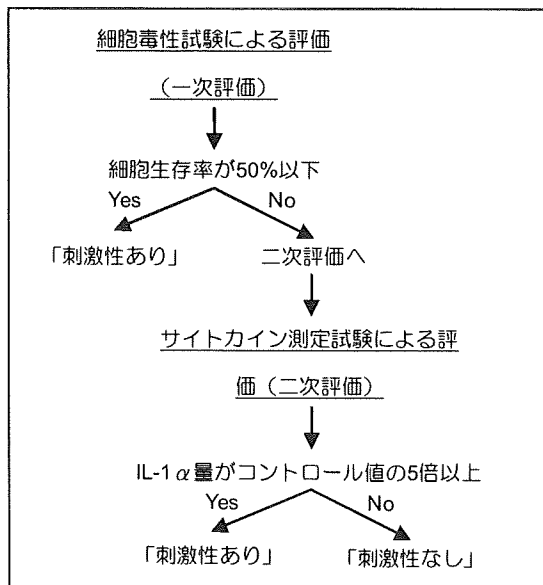 細胞毒性試験による評価
（一次評価）
細胞生存率が50%以下
Yes No
「刺激性あり」 二次評価へ
サイトカイン測定試験による評
価（二次評価）
IL-1α量がコントロール値の5倍以上
Yes No
「刺激性あり」 「刺激性なし」